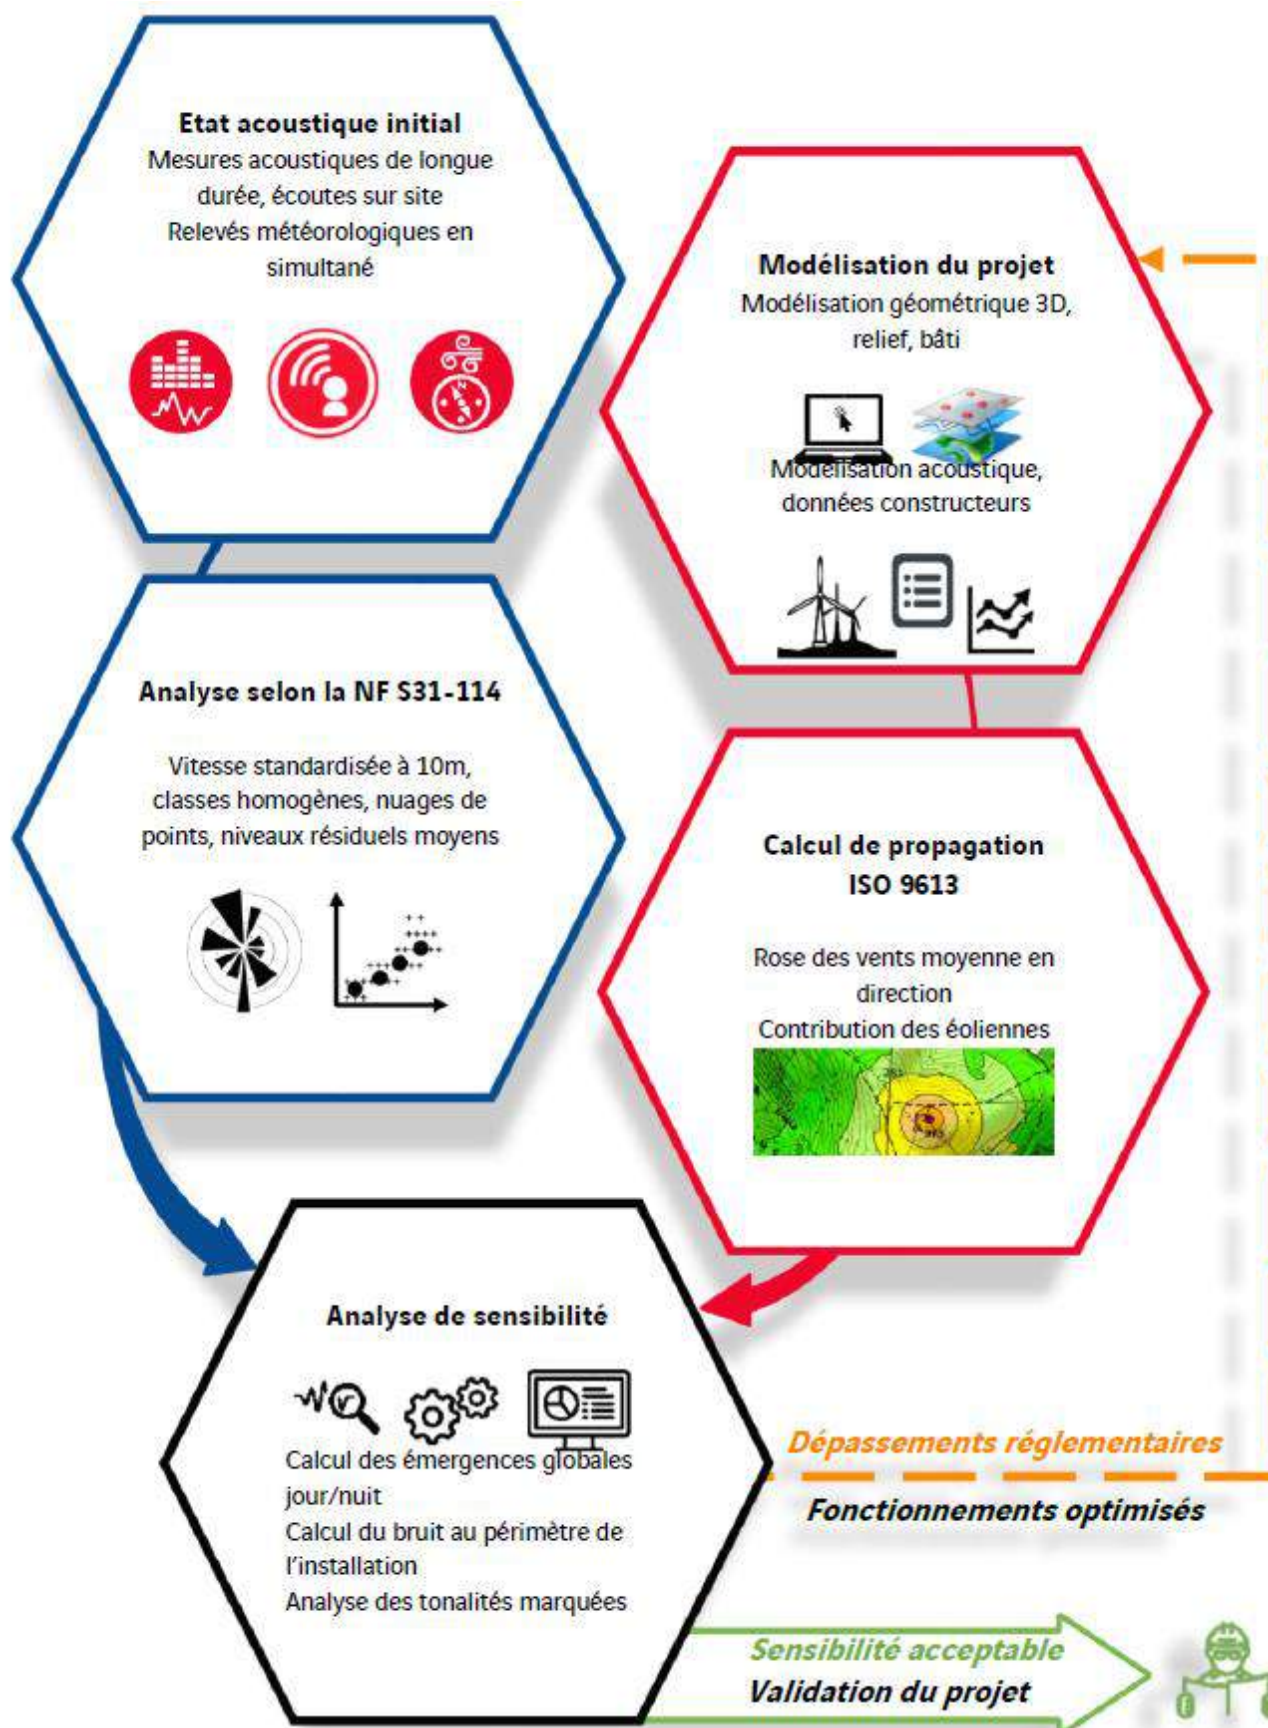 Etat acoustique initial
Mesures acoustiques de longue
durée, écoutes sur site
Relevés météorologiques en
simultané
Modélisation du projet
Modélisation géométrique 3D,
relief, bâti
Modélisation acoustique,
données constructeurs
Analyse selon la NF S31-114
Vitesse standardisée à 10m,
classes homogènes, nuages de
points, niveaux résiduels moyens
Calcul de propagation
ISO 9613
Rose des vents moyenne en
direction
Contribution des éoliennes
Analyse de sensibilité
Calcul des émergences globales
jour/nuit
Calcul du bruit au périmètre de
l'installation
Analyse des tonalités marquées
Dépassements réglementaires
Fonctionnements optimisés
Sensibilité acceptable
Validation du projet